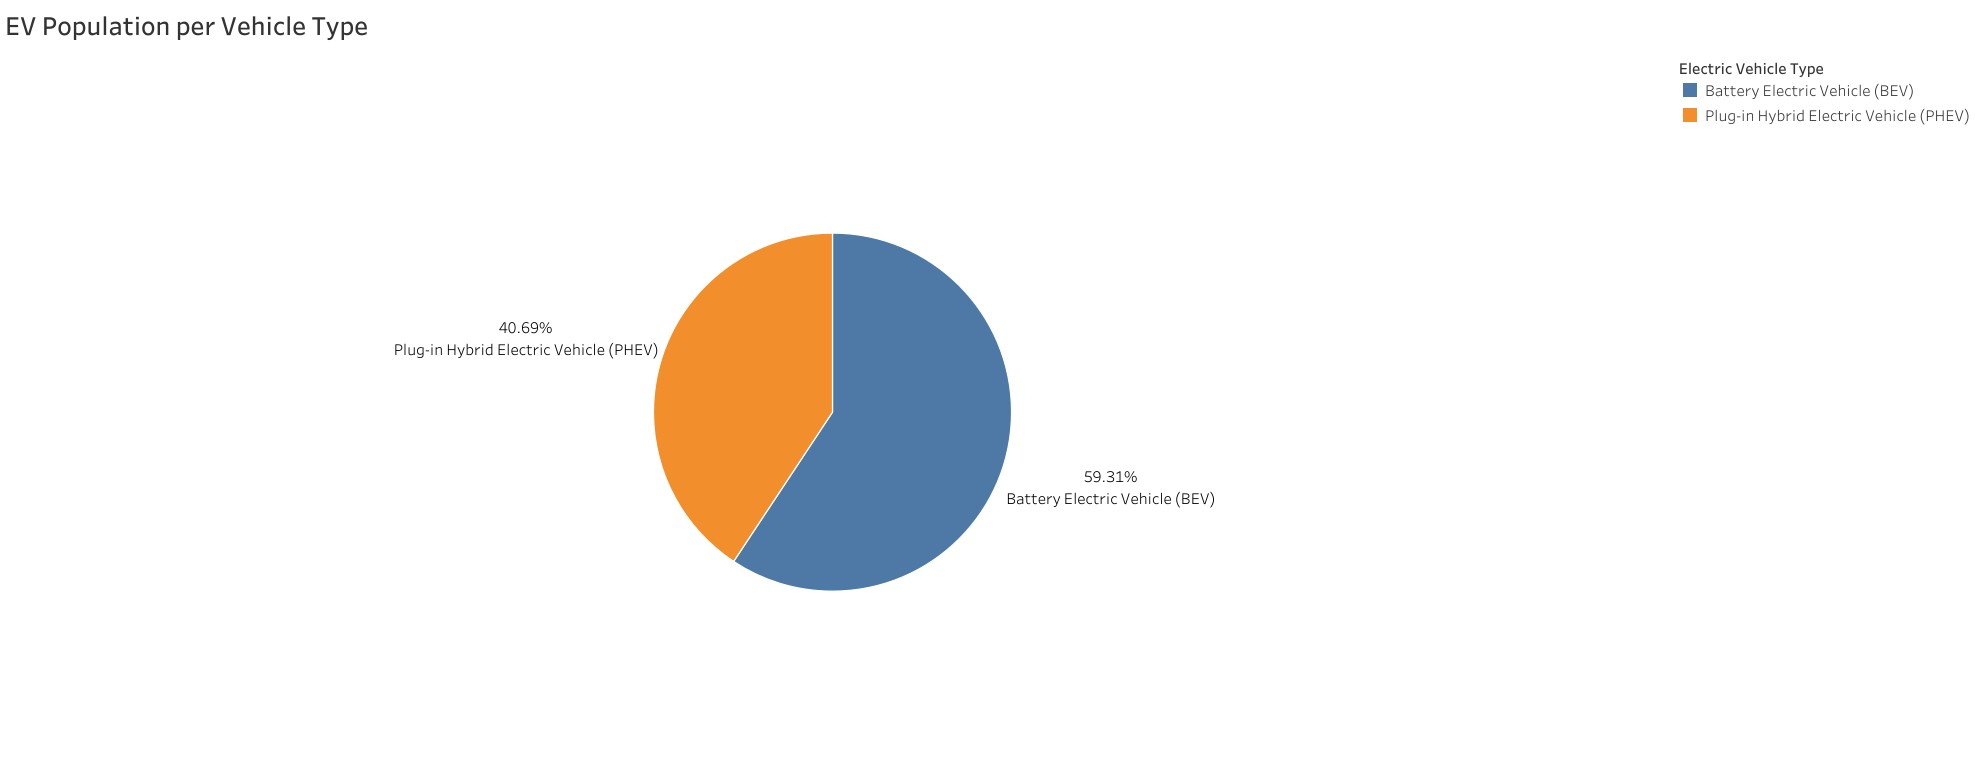 EV Population per Vehicle Type
Electric Vehicle Type
Battery Electric Vehicle (BEV)
Plug-in Hybrid Electric Vehicle (PHEV)
40.69%
Plug-in Hybrid Electric Vehicle (PHEV)
59.31%
Battery Electric Vehicle (BEV)